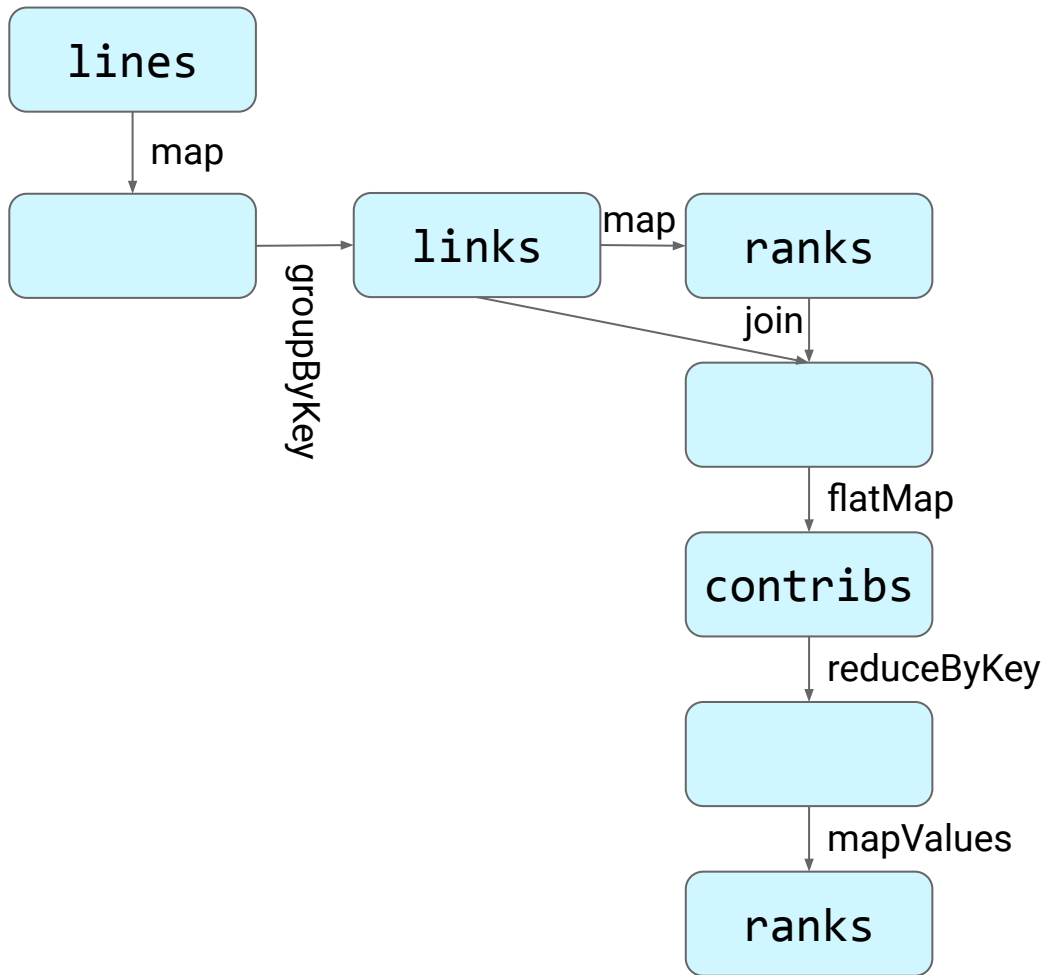 lines
map
links
map
ranks
groupByKey
join
flatMap
contribs
reduceByKey
mapValues
ranks